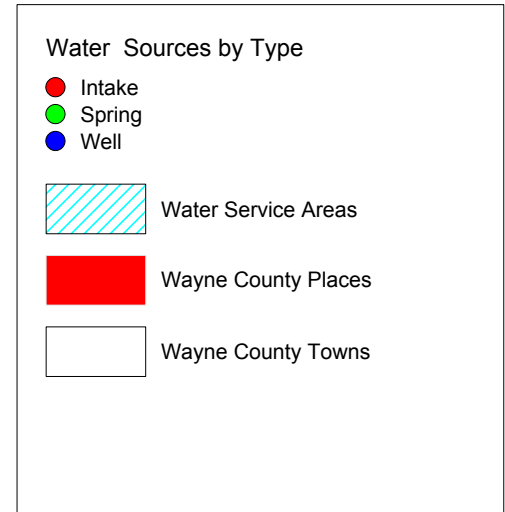 Water  Sources by Type
Intake
Spring
Well
Water Service Areas
Wayne County Places
Wayne County Towns